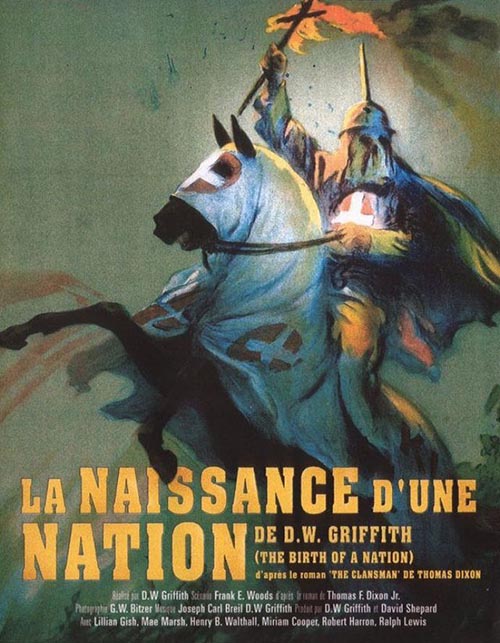 LA NAISSANCE D'UNE
NATION
DE D.W. GRIFFITH
(THE BIRTH OF A NATION)
d'après le roman 'THE CLANSMAN' DE THOMAS DIXON
Réalisé par D.W Griffith Scénario Frank E. Woods d'après le roman de Thomas F. Dixon Jr.
Photographie G.W. Bitzer Musique Joseph Carl Breil D.W Griffith Produit par D.W Griffith et David Shepard
Avec Lillian Gish, Mae Marsh, Henry B. Walthall, Miriam Cooper, Robert Harron, Ralph Lewis